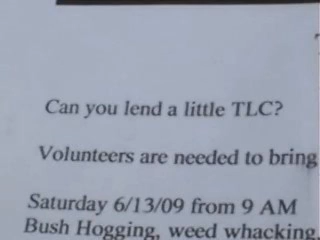 Can you lend a little TLC?
Volunteers are needed to bring
Saturday 6/13/09 from 9 AM
Bush Hogging, weed whacking,